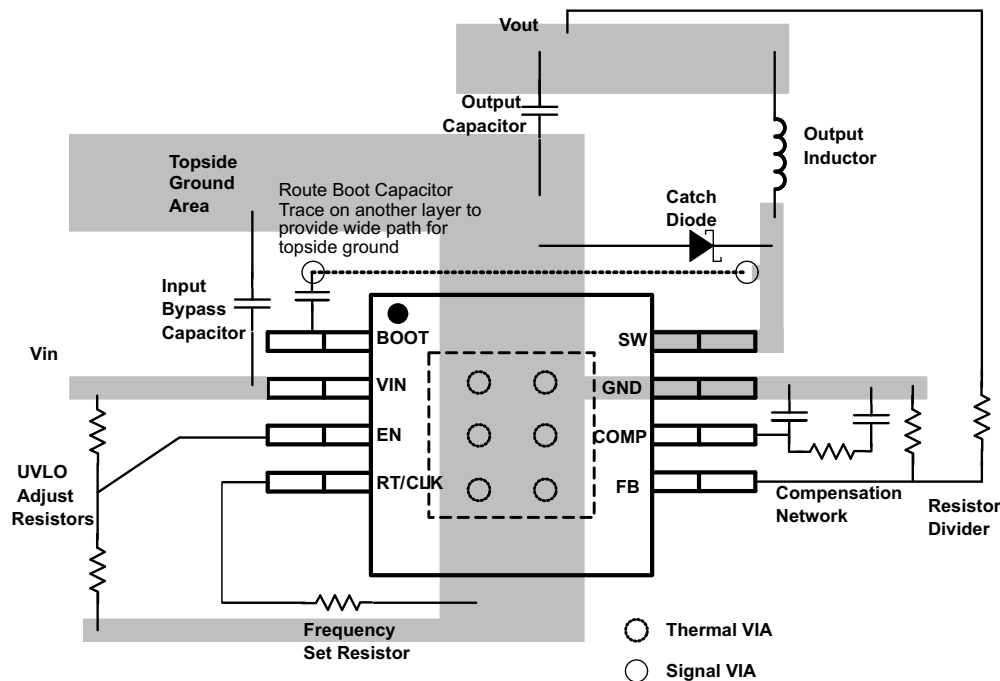 Vout
Output
Capacitor
Output
Inductor
Topside
Ground
Area
Route Boot Capacitor
Trace on another layer to
provide wide path for
topside ground
Catch
Diode
Input
Bypass
Capacitor
Vin
BOOT
VIN
EN
RT/CLK
SW
GND
COMP
FB
UVLO
Adjust
Resistors
Compensation
Network
Resistor
Divider
Frequency
Set Resistor
Thermal VIA
Signal VIA